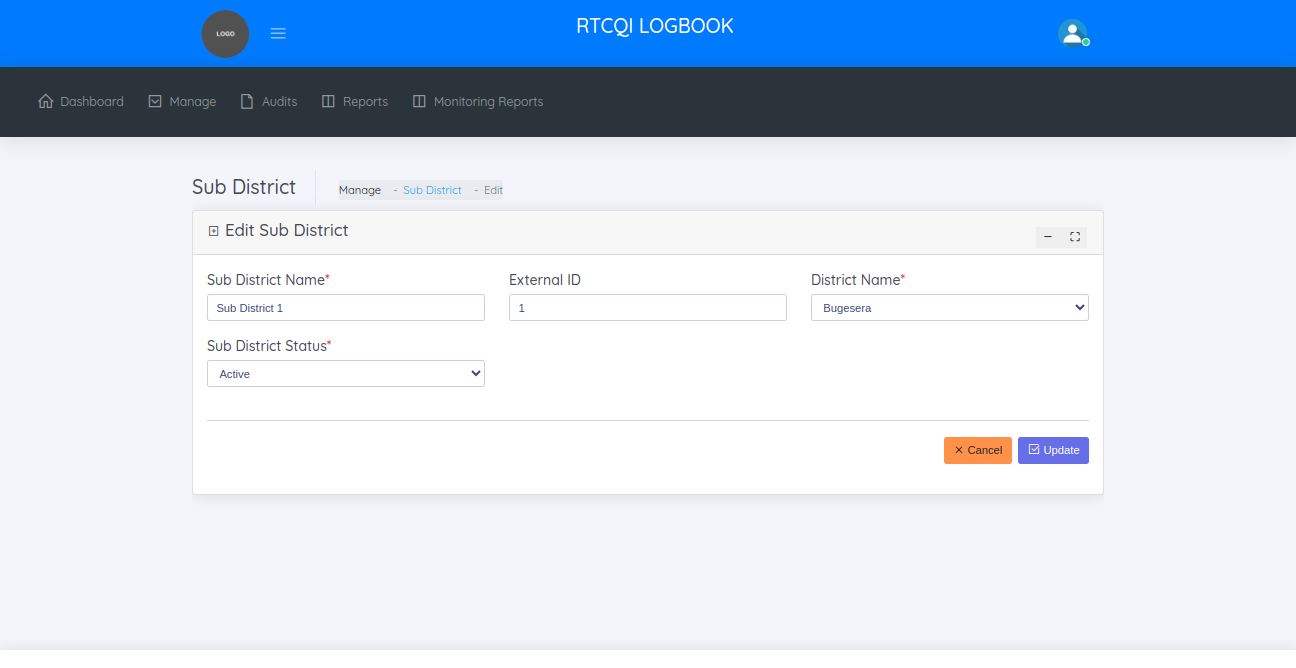 LOGO
RTCQI LOGBOOK
Dashboard Manage Audits Reports Monitoring Reports
Sub District Manage - Sub District - Edit
Edit Sub District
Sub District Name* External ID District Name*
Sub District 1 1 Bugesera
Sub District Status*
Active
Cancel Update